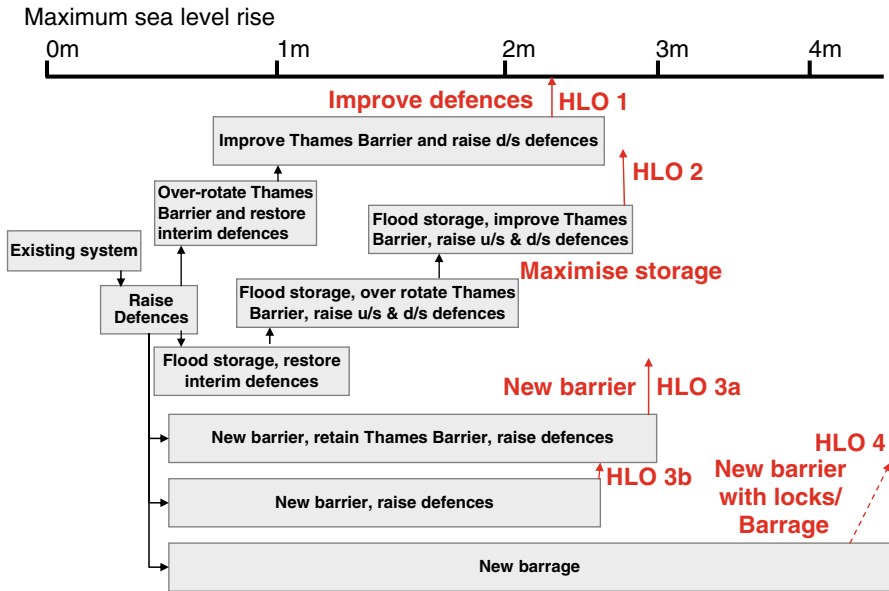 Maximum sea level rise
0m 1m 2m 3m 4m
Improve defences HLO 1
Improve Thames Barrier and raise d/s defences
HLO 2
Over-rotate Thames
Barrier and restore
interim defences
Flood storage, improve Thames
Barrier, raise u/s & d/s defences
Existing system
Maximise storage
Raise
Defences
Flood storage, over rotate Thames
Barrier, raise u/s & d/s defences
Flood storage, restore
interim defences
New barrier HLO 3a
New barrier, retain Thames Barrier, raise defences
HLO 4
HLO 3b
New barrier
with locks/
Barrage
New barrier, raise defences
New barrage